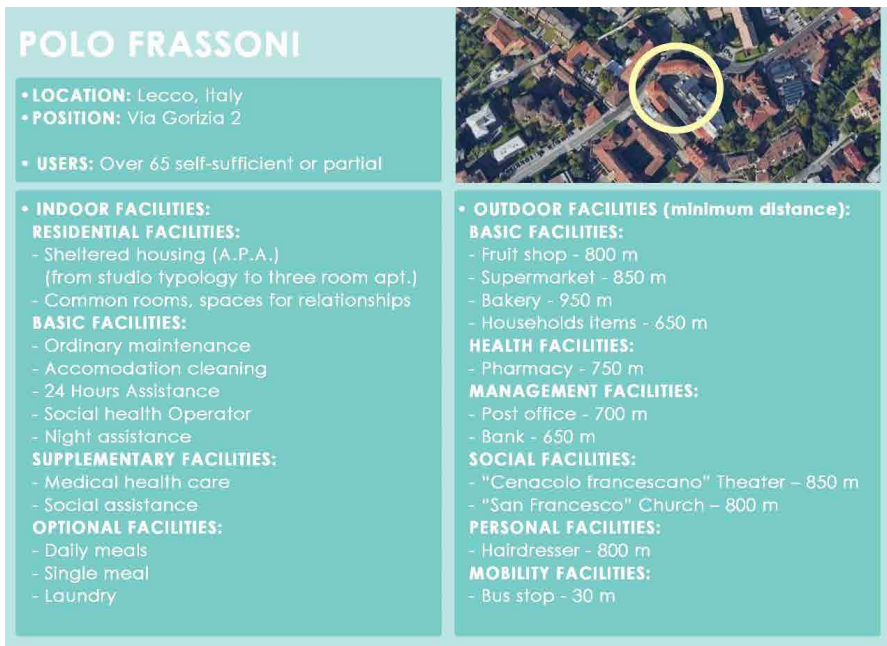 POLO FRASSONI
• LOCATION: Lecco, Italy
• POSITION: Via Gorizia 2
• USERS: Over 65 self-sufficient or partial
• INDOOR FACILITIES:
RESIDENTIAL FACILITIES:
- Sheltered housing (A.P.A.)
(from studio typology to three room apt.)
- Common rooms, spaces for relationships
BASIC FACILITIES:
- Ordinary maintenance
- Accomodation cleaning
- 24 Hours Assistance
- Social health Operator
- Night assistance
SUPPLEMENTARY FACILITIES:
- Medical health care
- Social assistance
OPTIONAL FACILITIES:
- Daily meals
- Single meal
- Laundry
• OUTDOOR FACILITIES (minimum distance):
BASIC FACILITIES:
- Fruit shop - 800 m
- Supermarket - 850 m
- Bakery - 950 m
- Households items - 650 m
HEALTH FACILITIES:
- Pharmacy - 750 m
MANAGEMENT FACILITIES:
- Post office - 700 m
- Bank - 650 m
SOCIAL FACILITIES:
- “Cenacolo francescano” Theater – 850 m
- “San Francesco” Church – 800 m
PERSONAL FACILITIES:
- Hairdresser - 800 m
MOBILITY FACILITIES:
- Bus stop - 30 m